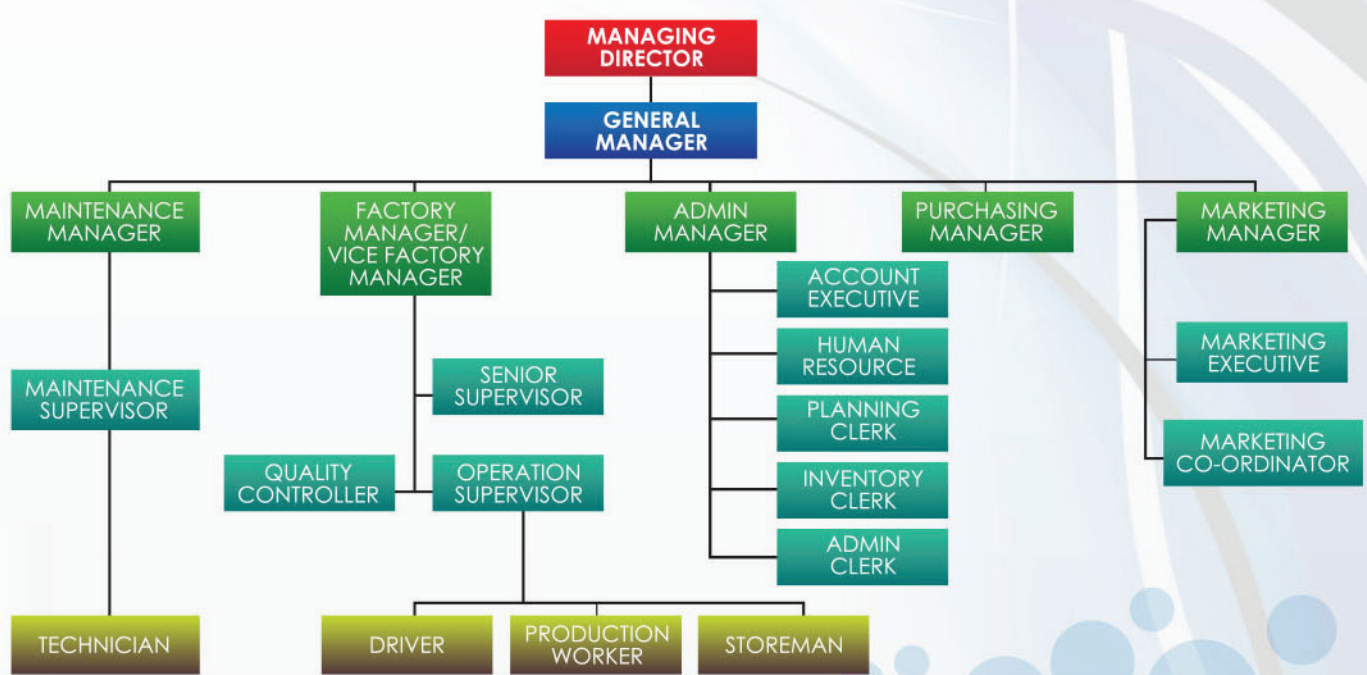 MANAGING
DIRECTOR
GENERAL
MANAGER
MAINTENANCE
MANAGER
FACTORY
MANAGER/
VICE FACTORY
MANAGER
ADMIN
MANAGER
PURCHASING
MANAGER
MARKETING
MANAGER
ACCOUNT
EXECUTIVE
HUMAN
RESOURCE
PLANNING
CLERK
INVENTORY
CLERK
ADMIN
CLERK
MARKETING
EXECUTIVE
MARKETING
CO-ORDINATOR
MAINTENANCE
SUPERVISOR
SENIOR
SUPERVISOR
QUALITY
CONTROLLER
OPERATION
SUPERVISOR
TECHNICIAN
DRIVER
PRODUCTION
WORKER
STOREMAN